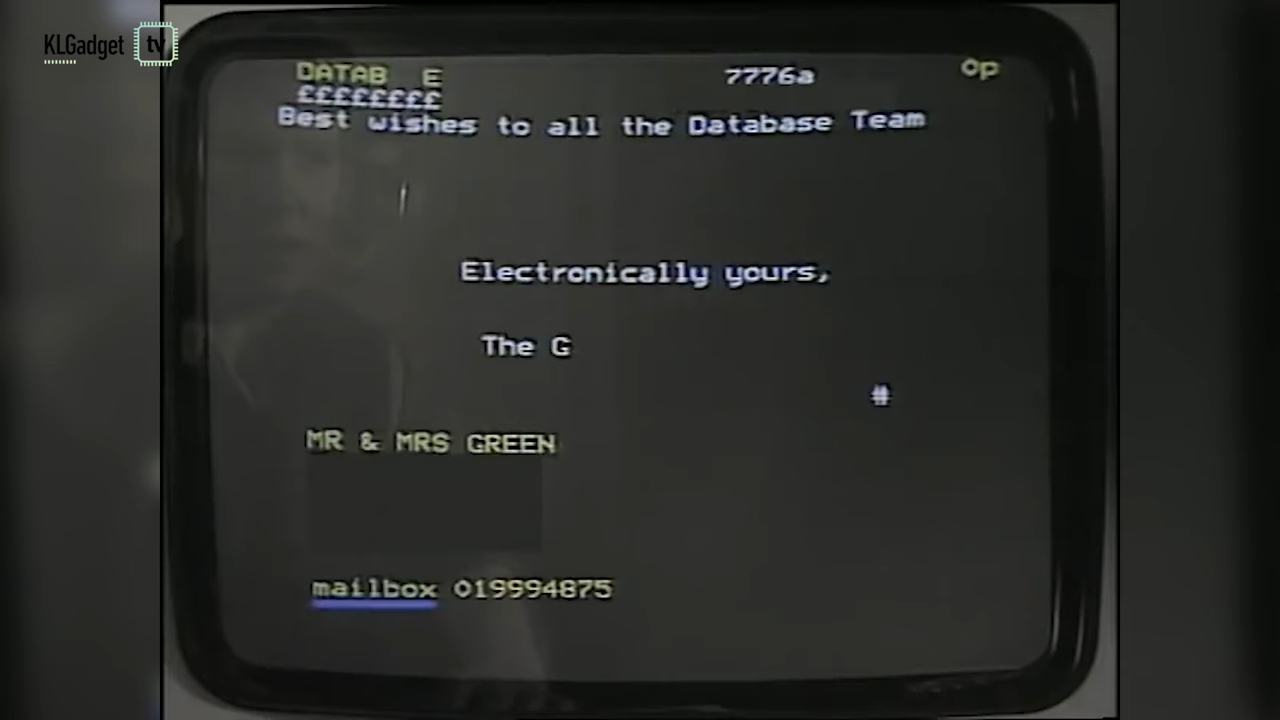 KLGadget tv
DATAB E 7776a 0p
££££££££
Best wishes to all the Database Team
Electronically yours,
The G
#
MR & MRS GREEN
mailbox 019994875